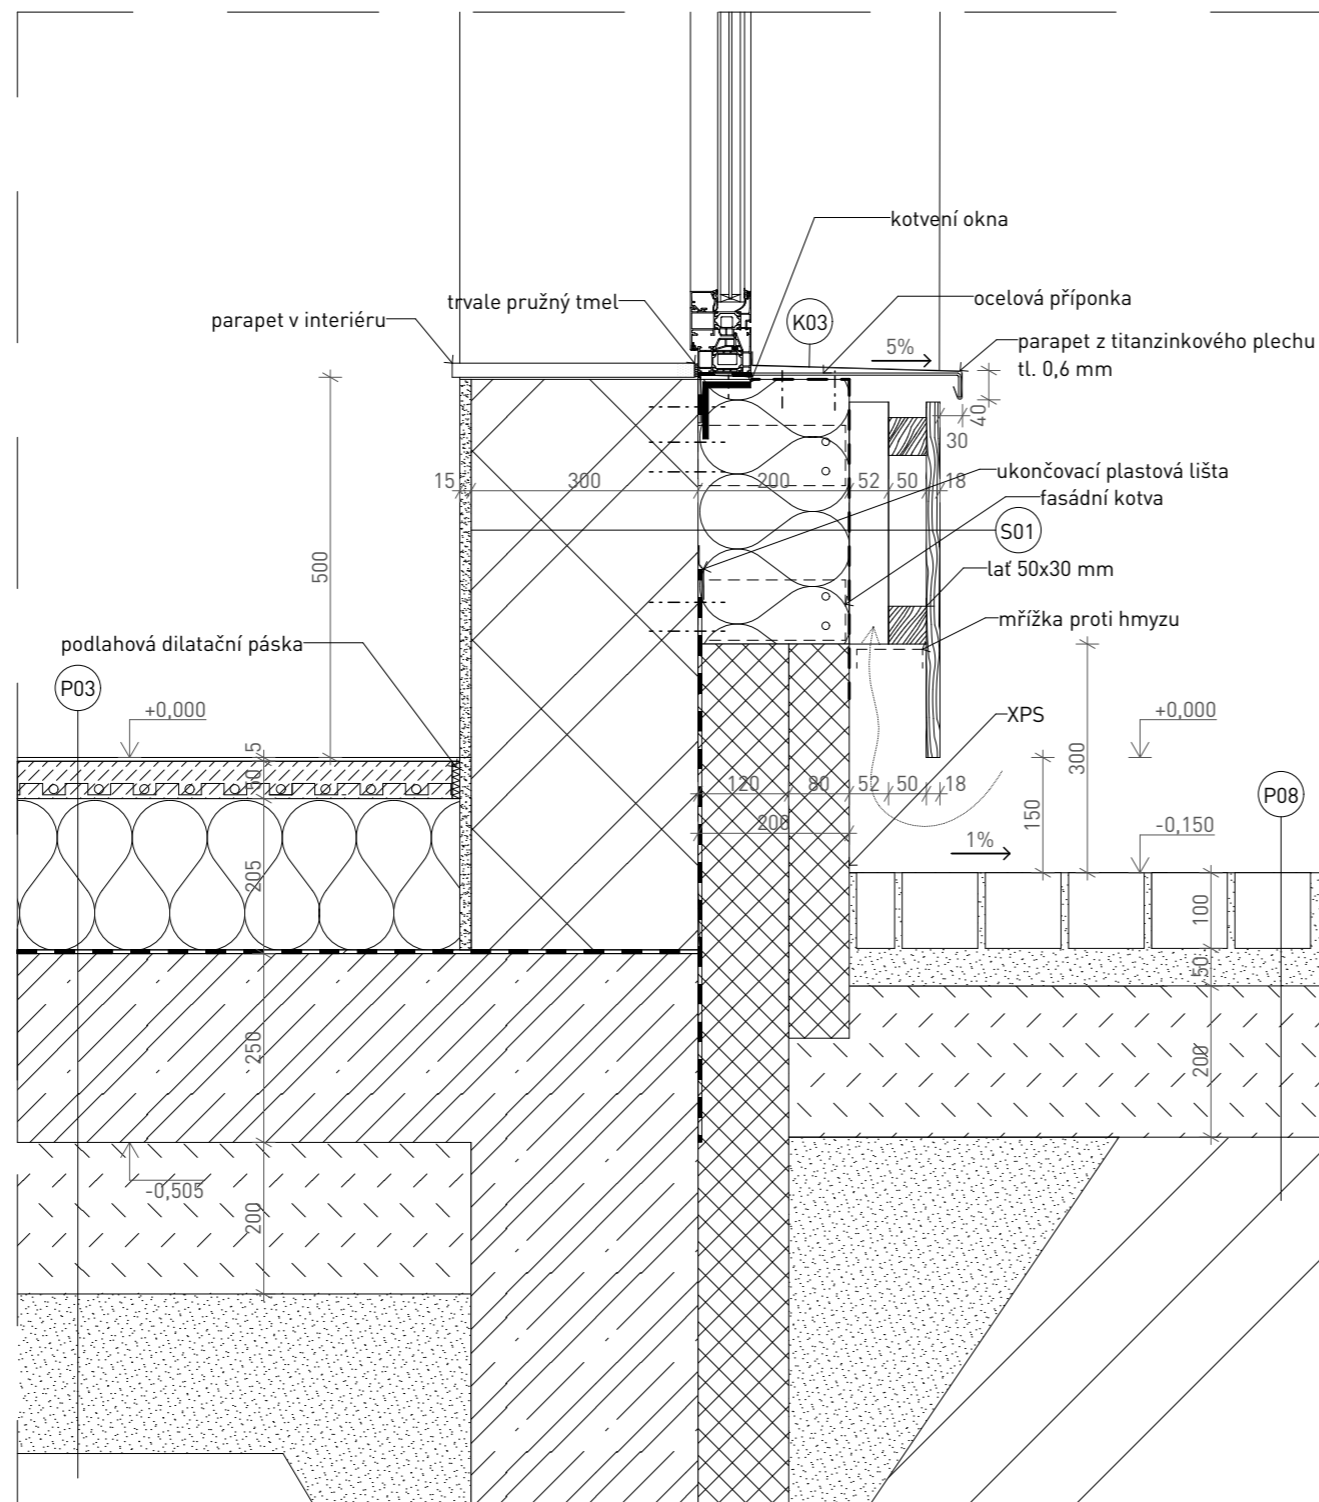 kotvení okna
trvale pružný tmel
ocelová příponka
parapet v interiéru
K03
5%
parapet z titanzinkového plechu
tl. 0,6 mm
40
30
15
300
200
52
50
18
ukončovací plastová lišta
fasádní kotva
S01
500
lať 50x30 mm
mřížka proti hmyzu
podlahová dilatační páska
P03
+0,000
XPS
+0,000
300
5
50
120
80
52
50
18
P08
200
150
-0,150
1%
205
100
50
250
200
-0,505
200